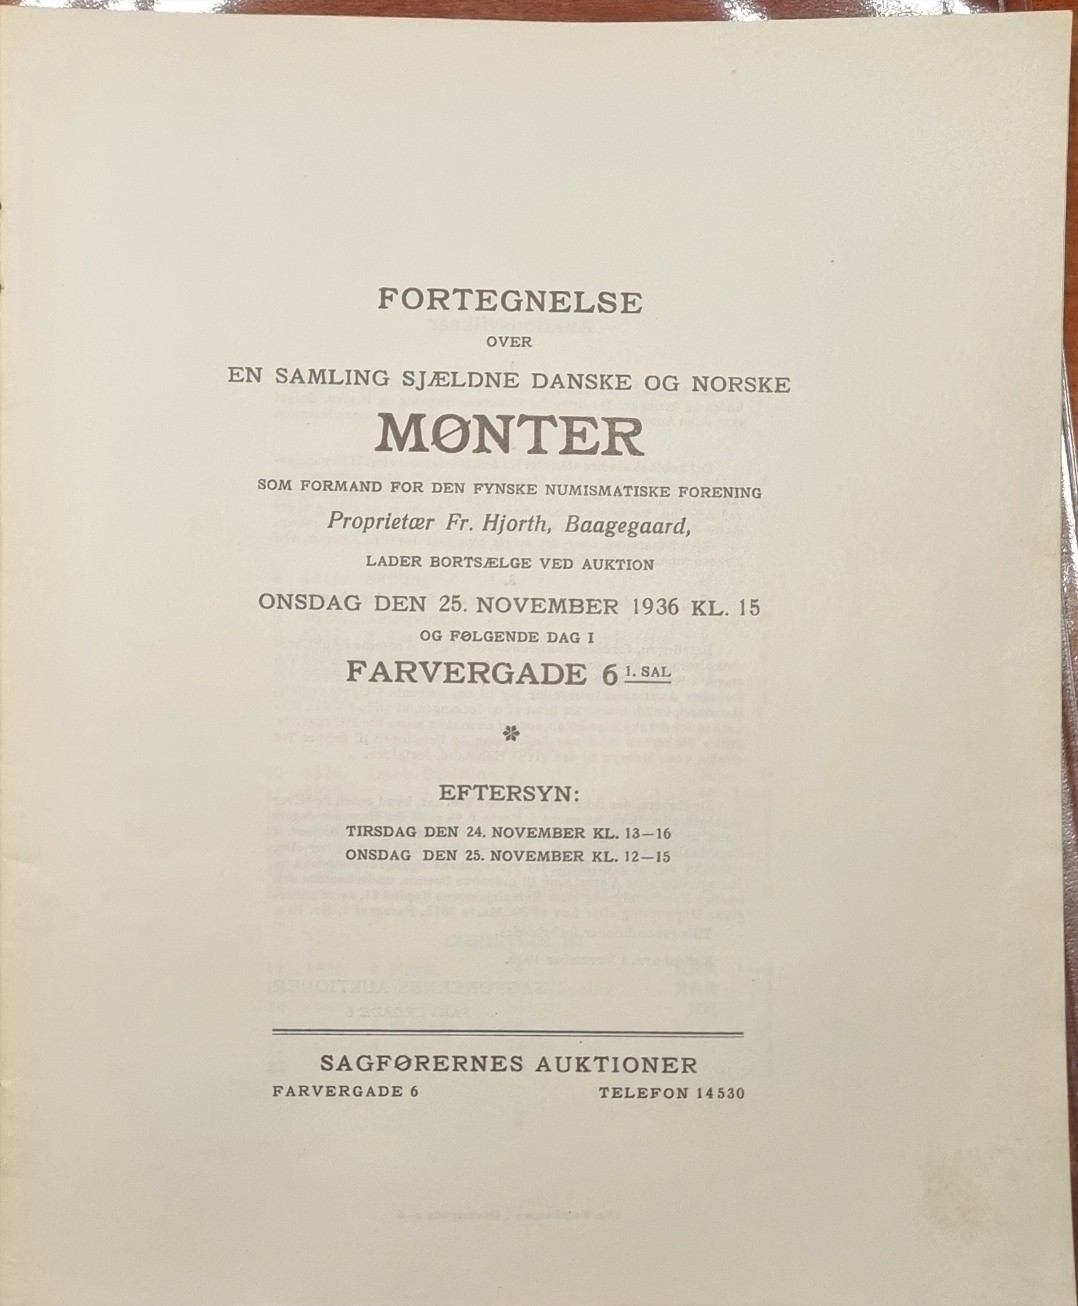 FORTEGNELSE
OVER
EN SAMLING SJÆLDNE DANSKE OG NORSKE
MØNTER
SOM FORMAND FOR DEN FYNSKE NUMISMATISKE FORENING
Proprietær Fr. Hjorth, Baagegaard,
LADER BORTSÆLGE VED AUKTION
ONSDAG DEN 25. NOVEMBER 1936 KL. 15
OG FØLGENDE DAG I
FARVERGADE 6 1. SAL
EFTERSYN:
TIRSDAG DEN 24. NOVEMBER KL. 13—16
ONSDAG DEN 25. NOVEMBER KL. 12—15
SAGFØRERNES AUKTIONER
FARVERGADE 6 TELEFON 14530